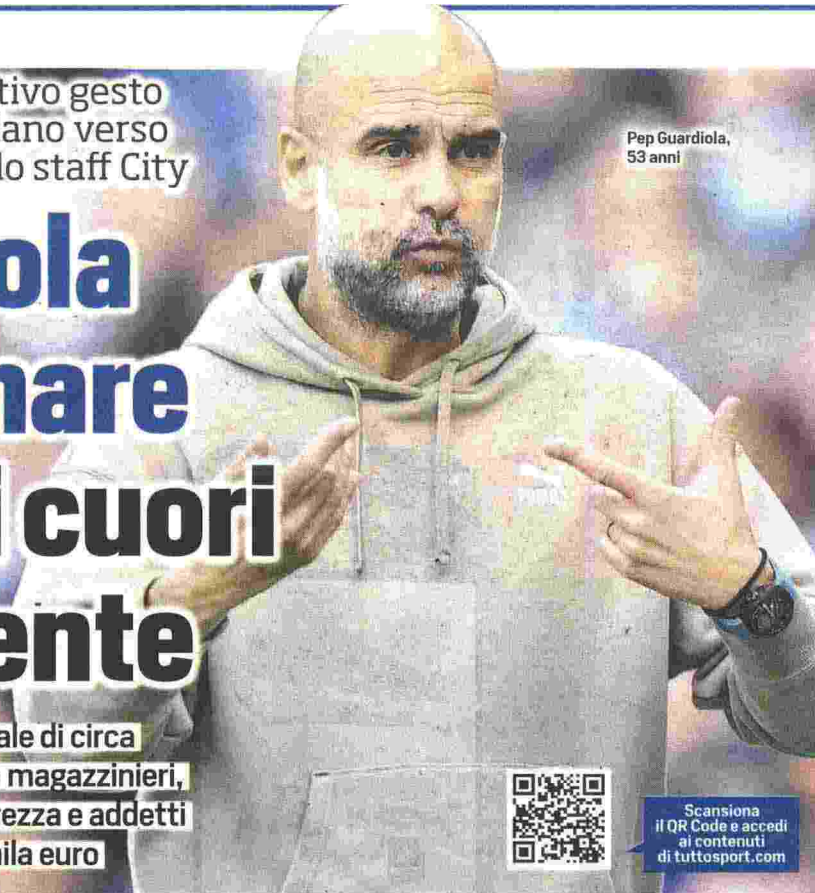 tivo gesto
ano verso
lo staff City
ola
nare
i cuori
ente
ale di circa
magazzinieri,
ezza e addetti
nila euro
Pep Guardiola,
53 anni
Scansiona
il QR Code e accedi
ai contenuti
di tuttosport.com